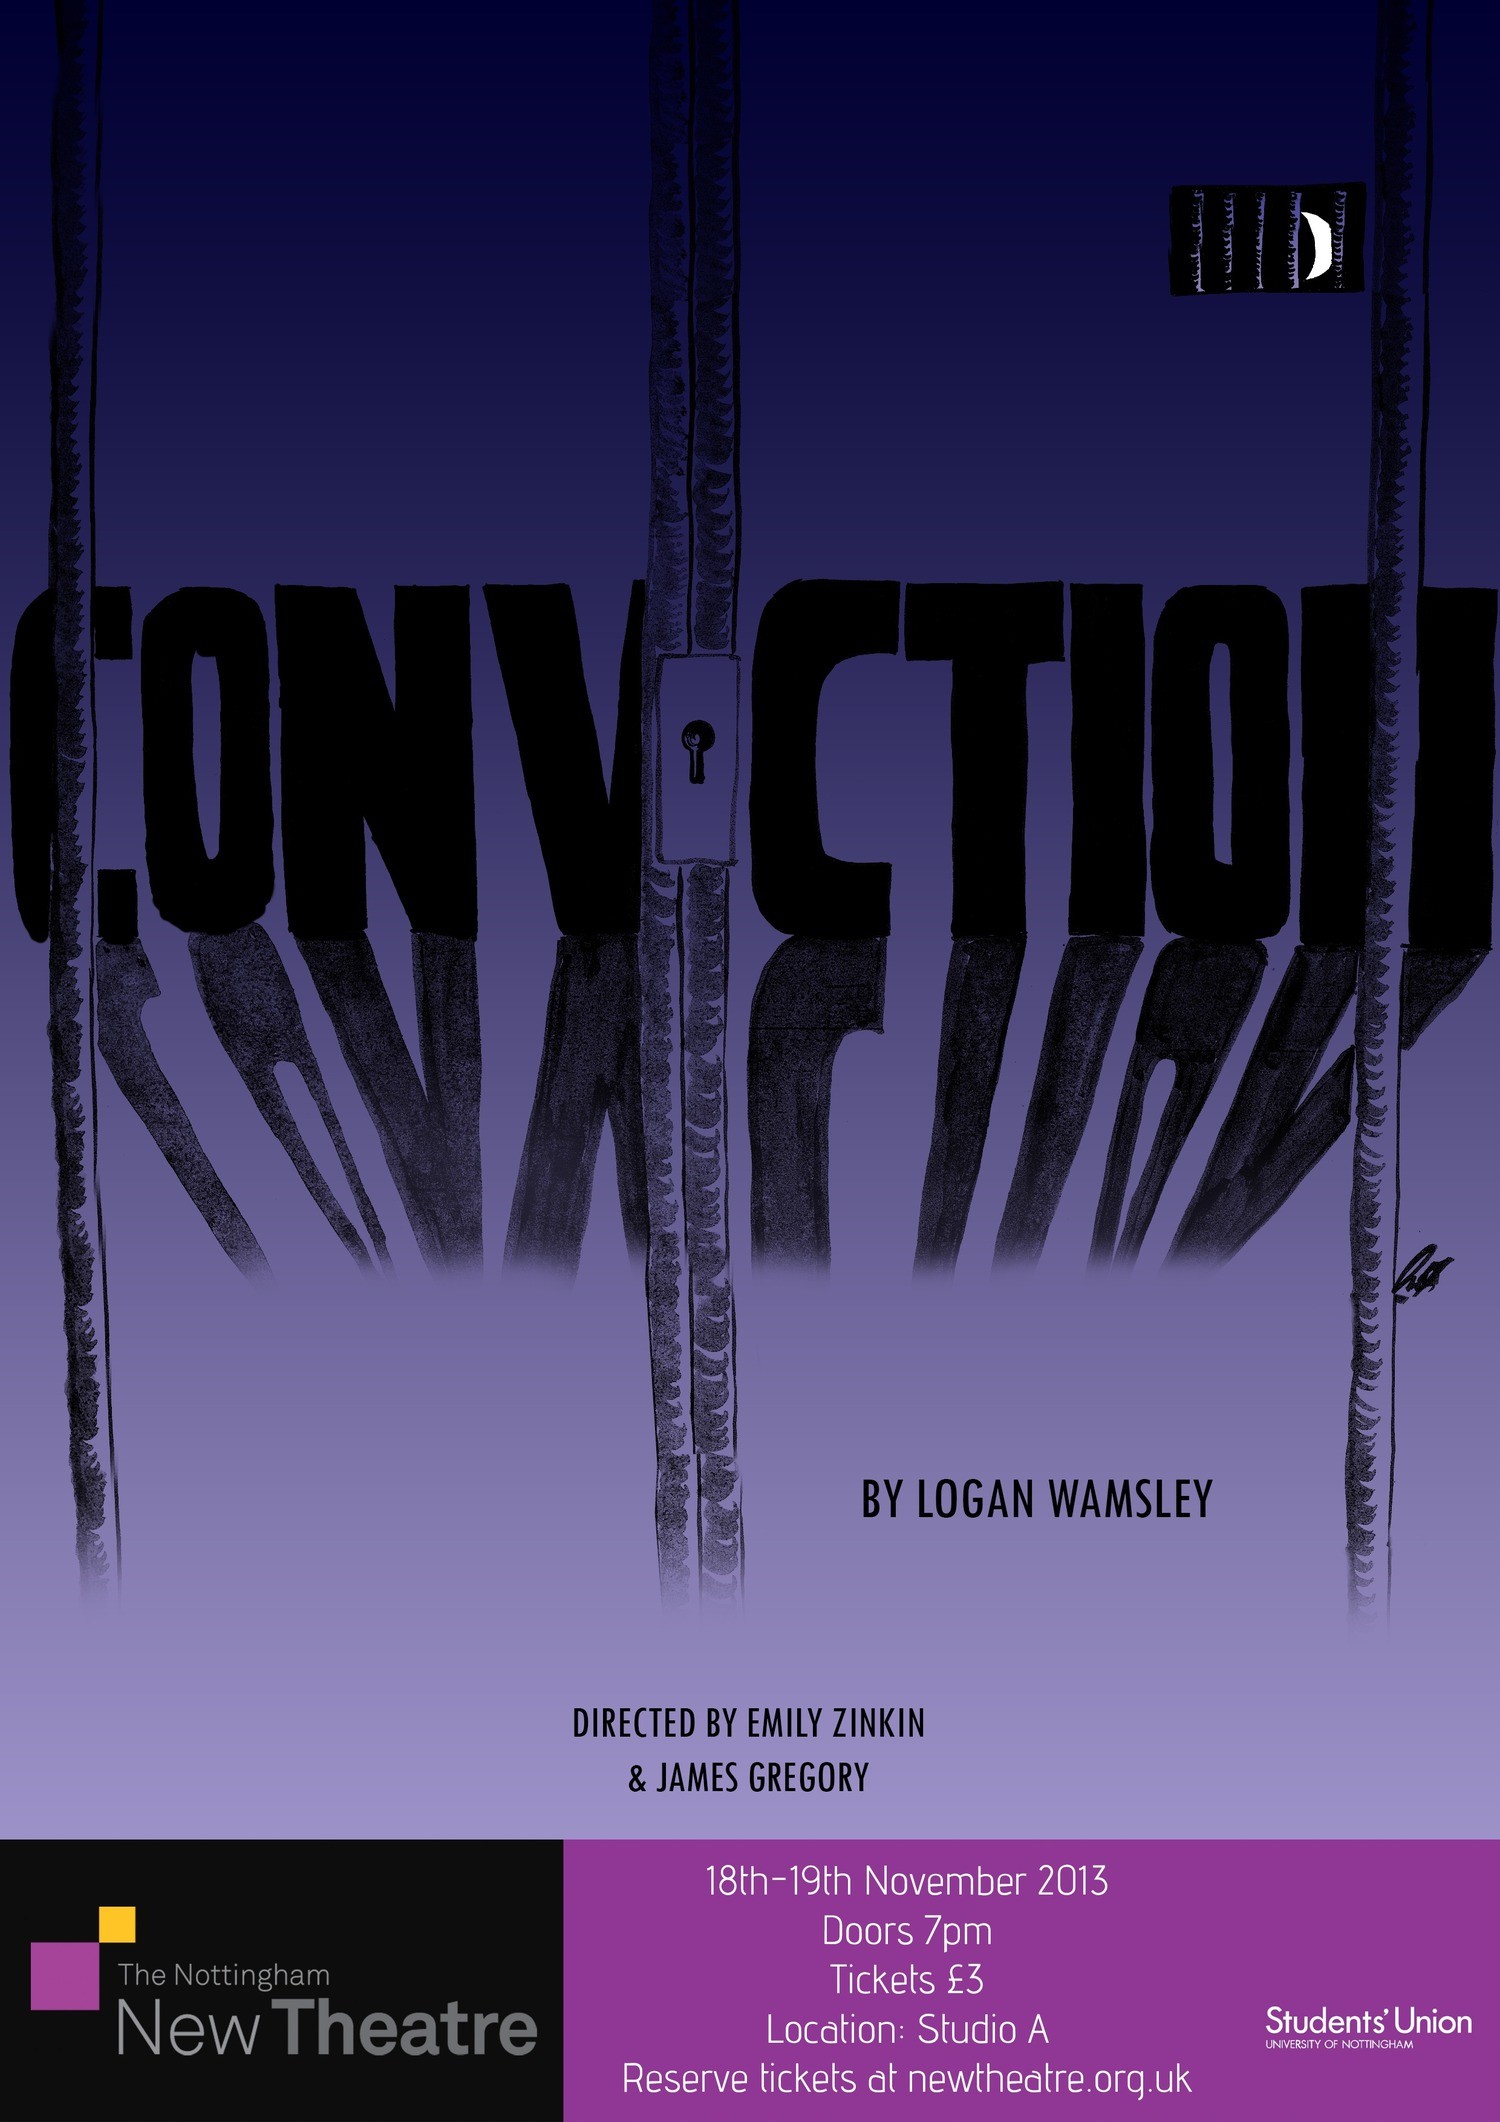 CONVICTION
BY LOGAN WAMSLEY
DIRECTED BY EMILY ZINKIN
& JAMES GREGORY
The Nottingham
New Theatre
18th-19th November 2013
Doors 7pm
Tickets £3
Location: Studio A
Reserve tickets at newtheatre.org.uk
Students' Union
UNIVERSITY OF NOTTINGHAM